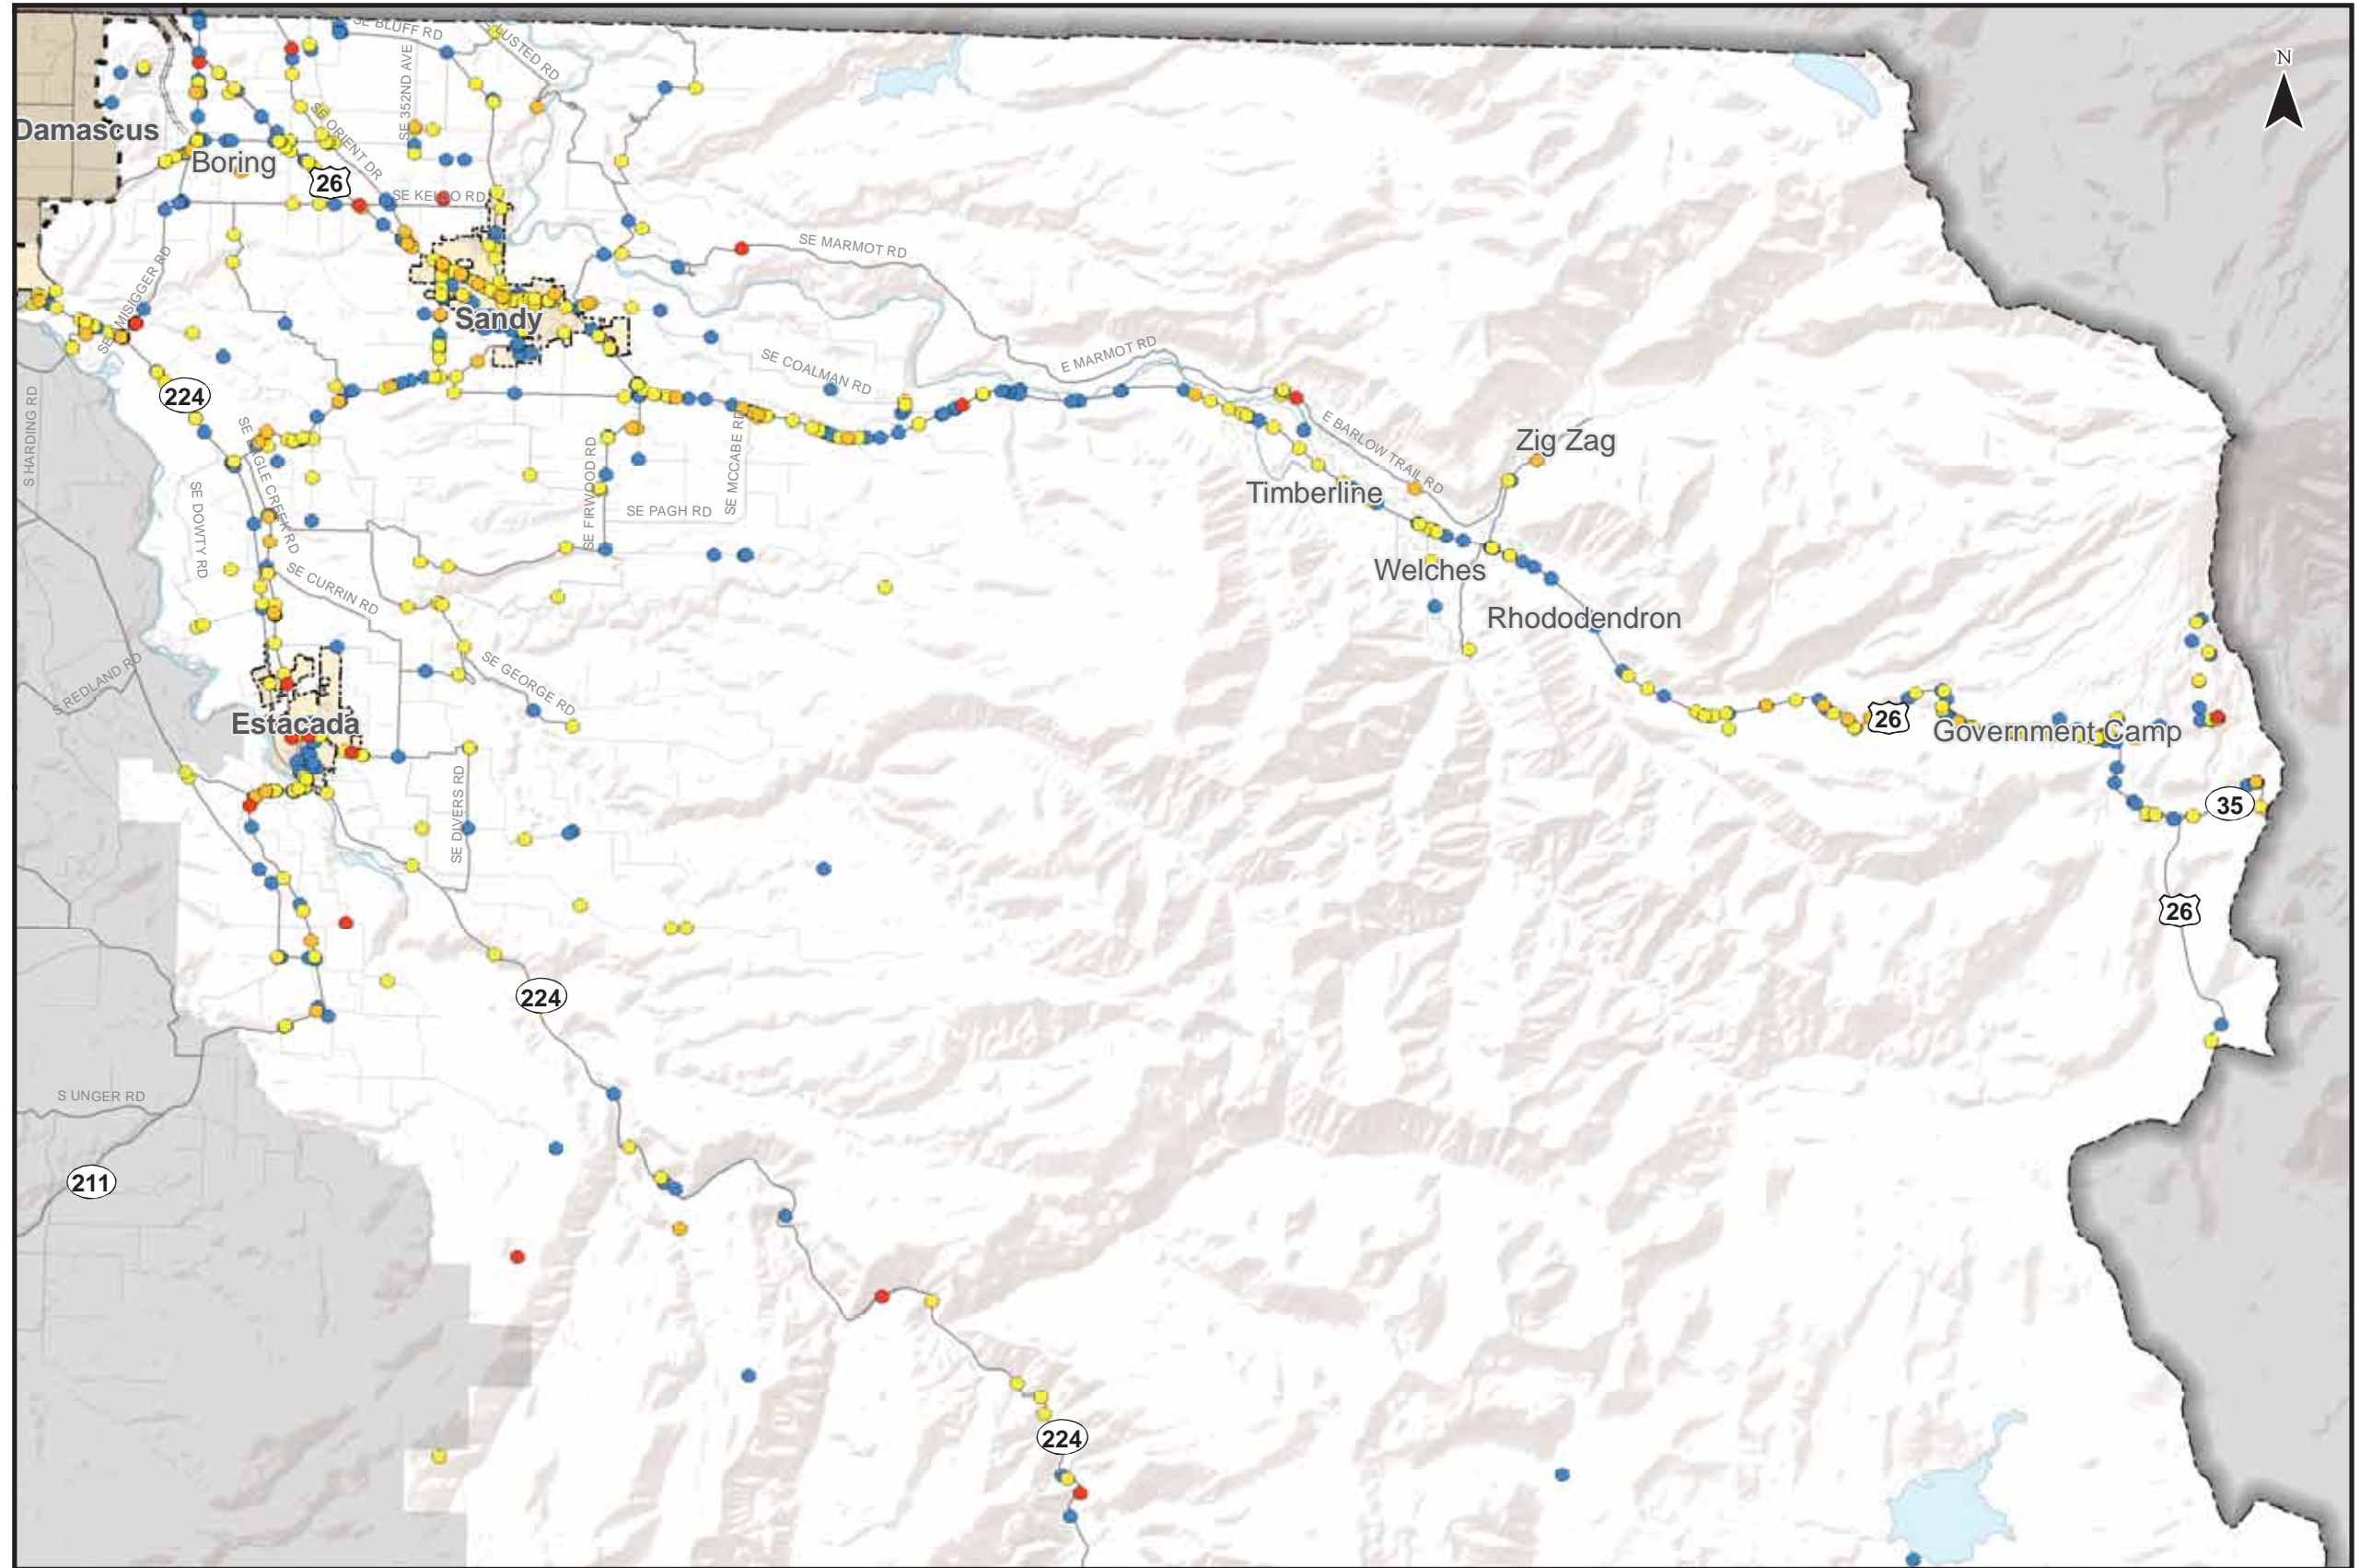 N
SE BLUFF RD
LUSTED RD
SE 352ND AVE
Damascus
SE ORIENT DR
Boring
26
SE KELSO RD
SE MARMOT RD
SE AMISIGGER RD
Sandy
E MARMOT RD
SE COALMAN RD
224
S HARDING RD
SE EAGLE CREEK RD
SE FIRWOOD RD
SE MCCABE RD
E BARLOW TRAIL RD
Zig Zag
Timberline
SE DOWTY RD
SE PAGH RD
SE CURRIN RD
Welches
Rhododendron
S REDLAND RD
SE GEORGE RD
Estacada
26
Government Camp
SE DIVERS RD
35
26
224
S UNGER RD
211
224